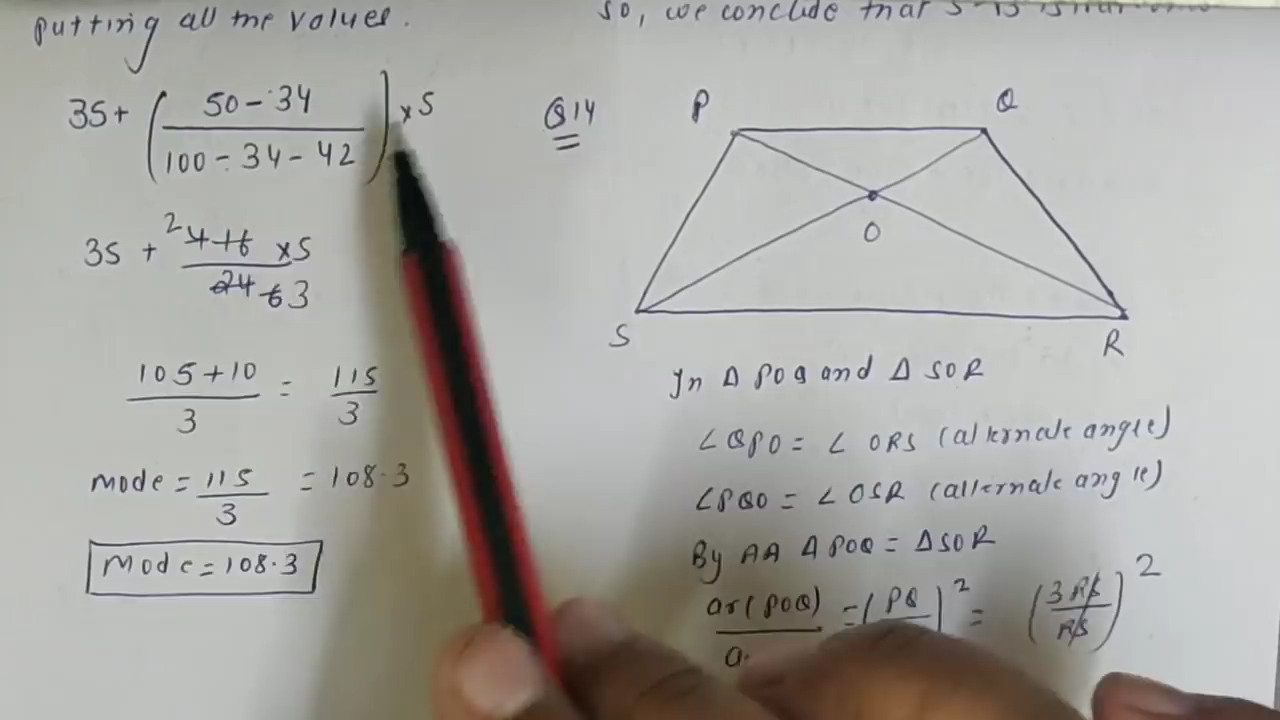 putting all the values.
35+ (50-34 / 100-34-42) ×5
35 + 2 4 16 ×5 / 24 6 3
105+10 / 3 = 115 / 3
mode = 115 / 3 = 108.3
Mode = 108.3
so, we conclude that
Q14
P Q
O
S R
In Δ POQ and Δ SOR
∠QPO = ∠ ORS (alternate angle)
∠PQO = ∠ OSR (alternate angle)
By AA Δ POQ = ΔSOR
ar(POQ) = (PQ )² = (3RS / RS)²